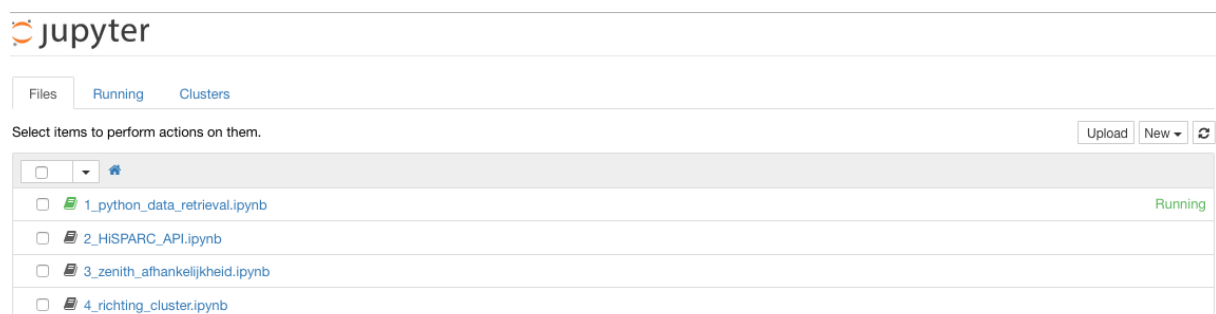 jupyter
Files Running Clusters
Select items to perform actions on them. Upload New
1_python_data_retrieval.ipynb Running
2_HiSPARC_API.ipynb
3_zenith_afhankelijkheid.ipynb
4_richting_cluster.ipynb